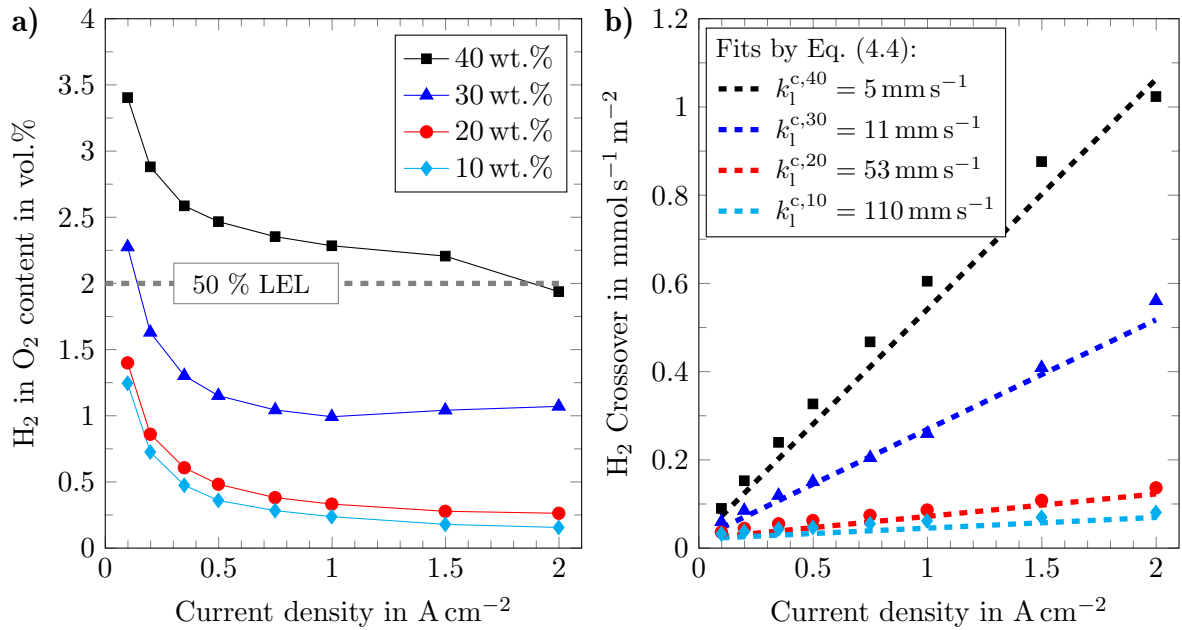 a)
H₂ in O₂ content in vol.%
4
3.5
3
2.5
2
1.5
1
0.5
0
40 wt.%
30 wt.%
20 wt.%
10 wt.%
50 % LEL
0 0.5 1 1.5 2
Current density in A cm⁻²
b)
H₂ Crossover in mmol s⁻¹ m⁻²
1.2
1
0.8
0.6
0.4
0.2
0
Fits by Eq. (4.4):
k_l^{c,40} = 5 mm s⁻¹
k_l^{c,30} = 11 mm s⁻¹
k_l^{c,20} = 53 mm s⁻¹
k_l^{c,10} = 110 mm s⁻¹
0 0.5 1 1.5 2
Current density in A cm⁻²